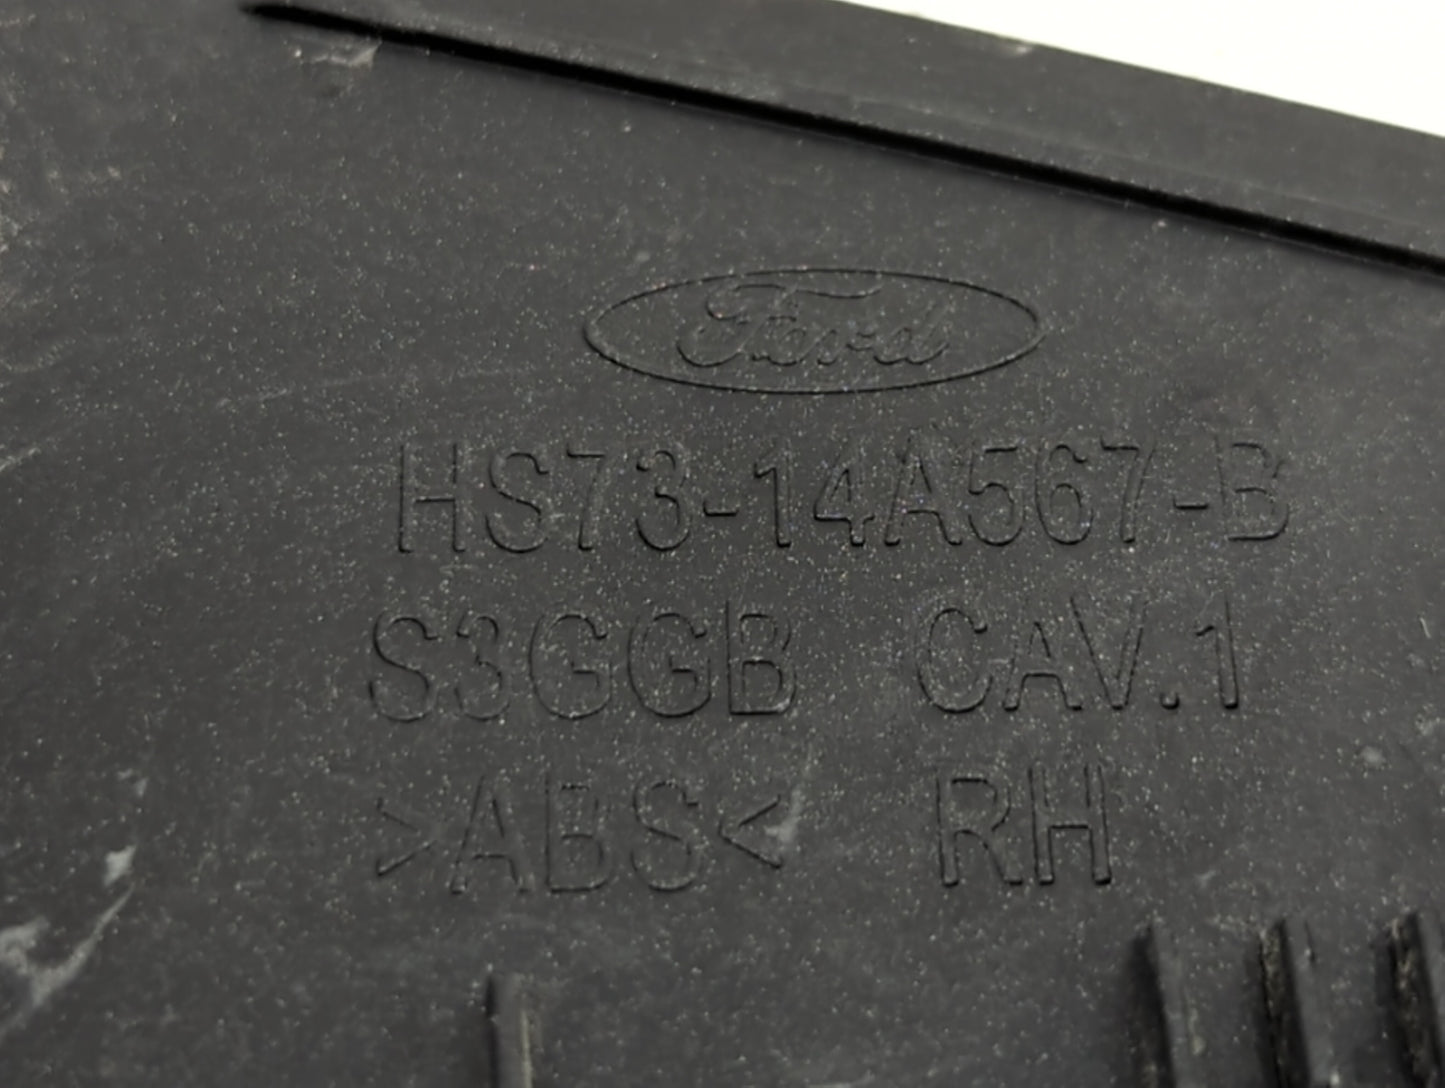 Ford
HS73-14A567-B
S3GGB CAV.1
>ABS< RH